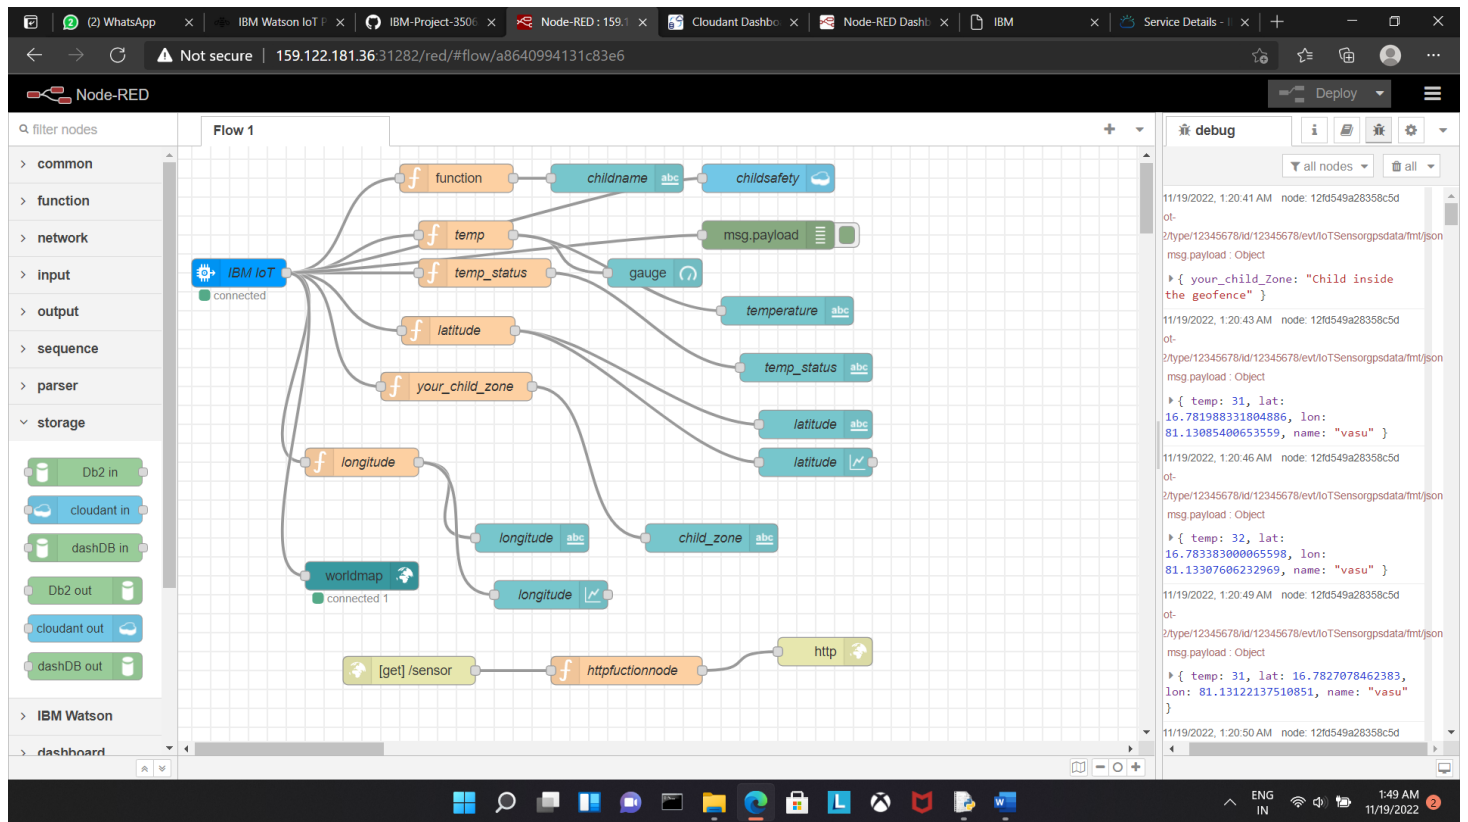 (2) WhatsApp
IBM Watson IoT P
IBM-Project-3506
Node-RED : 159.1
Cloudant Dashbo
Node-RED Dashb
IBM
Service Details - I
Not secure | 159.122.181.36:31282/red/#flow/a8640994131c83e6
Node-RED
Deploy
filter nodes
Flow 1
debug
i
common
function
network
input
output
sequence
parser
storage
Db2 in
cloudant in
dashDB in
Db2 out
cloudant out
dashDB out
IBM Watson
dashboard
function
childname abc
childsafety
temp
msg.payload
IBM IoT
connected
temp_status
gauge
temperature abc
latitude
temp_status abc
your_child_zone
latitude abc
longitude
latitude
longitude abc
child_zone abc
worldmap
connected 1
longitude
[get] /sensor
httpfuctionnode
http
all nodes
all
11/19/2022, 1:20:41 AM node: 12fd549a28358c5d
ot-
2/type/12345678/id/12345678/evt/IoTSensorgpsdata/fmt/json
msg.payload : Object
{ your_child_Zone: "Child inside
the geofence" }
11/19/2022, 1:20:43 AM node: 12fd549a28358c5d
ot-
2/type/12345678/id/12345678/evt/IoTSensorgpsdata/fmt/json
msg.payload : Object
{ temp: 31, lat:
16.781988331804886, lon:
81.13085400653559, name: "vasu" }
11/19/2022, 1:20:46 AM node: 12fd549a28358c5d
ot-
2/type/12345678/id/12345678/evt/IoTSensorgpsdata/fmt/json
msg.payload : Object
{ temp: 32, lat:
16.783383000065598, lon:
81.13307606232969, name: "vasu" }
11/19/2022, 1:20:49 AM node: 12fd549a28358c5d
ot-
2/type/12345678/id/12345678/evt/IoTSensorgpsdata/fmt/json
msg.payload : Object
{ temp: 31, lat: 16.7827078462383,
lon: 81.13122137510851, name: "vasu"
}
11/19/2022, 1:20:50 AM node: 12fd549a28358c5d
ENG
IN
1:49 AM
11/19/2022
2